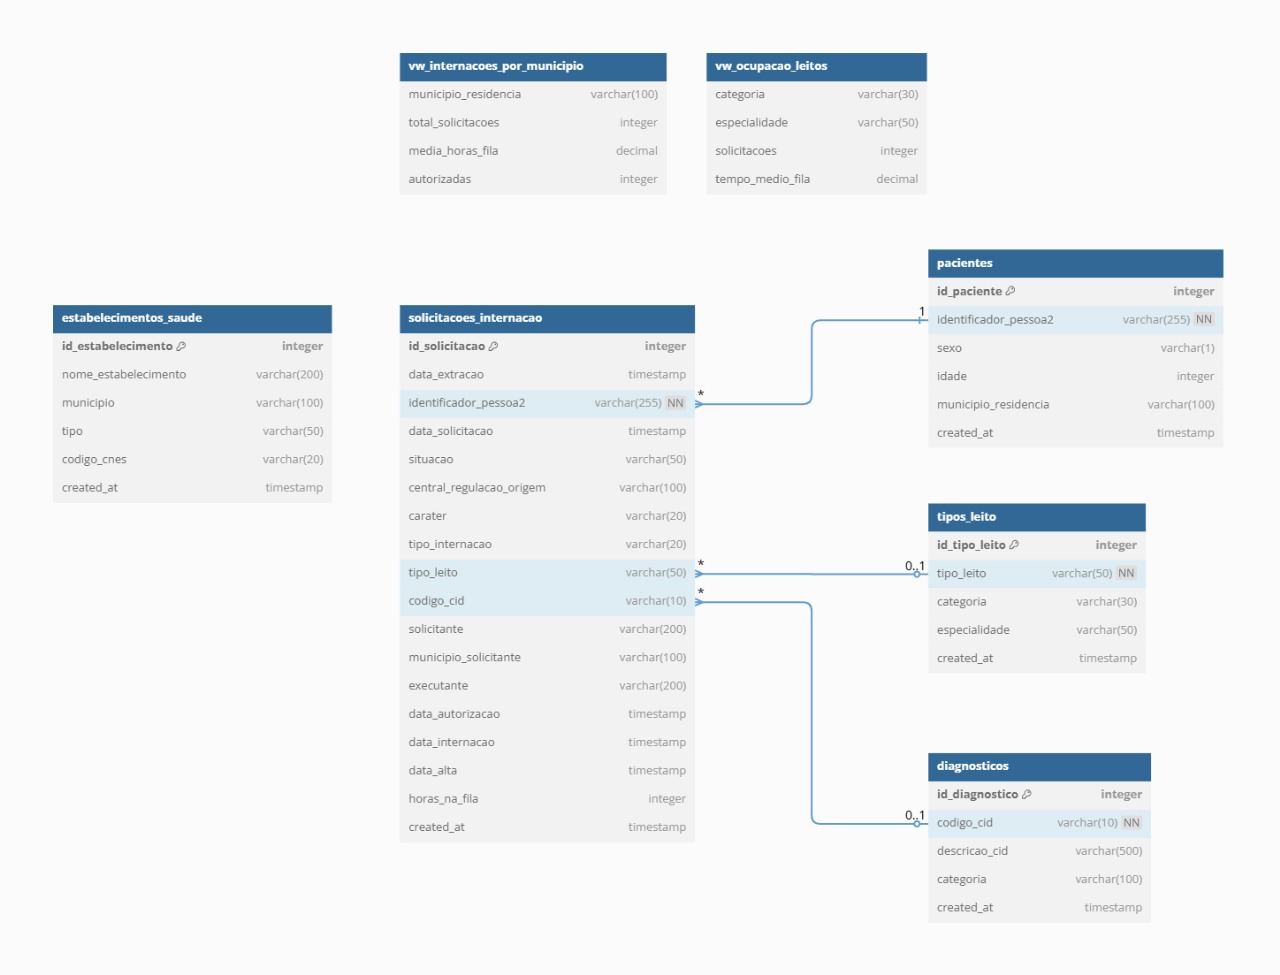 vw_internacoes_por_municipio
municipio_residencia varchar(100)
total_solicitacoes integer
media_horas_fila decimal
autorizadas integer
vw_ocupacao_leitos
categoria varchar(30)
especialidade varchar(50)
solicitacoes integer
tempo_medio_fila decimal
estabelecimentos_saude
id_estabelecimento integer
nome_estabelecimento varchar(200)
municipio varchar(100)
tipo varchar(50)
codigo_cnes varchar(20)
created_at timestamp
solicitacoes_internacao
id_solicitacao integer
data_extracao timestamp
identificador_pessoa2 varchar(255) NN
data_solicitacao timestamp
situacao varchar(50)
central_regulacao_origem varchar(100)
carater varchar(20)
tipo_internacao varchar(20)
tipo_leito varchar(50)
codigo_cid varchar(10)
solicitante varchar(200)
municipio_solicitante varchar(100)
executante varchar(200)
data_autorizacao timestamp
data_internacao timestamp
data_alta timestamp
horas_na_fila integer
created_at timestamp
* 1
* 0..1
* 0..1
pacientes
id_paciente integer
identificador_pessoa2 varchar(255) NN
sexo varchar(1)
idade integer
municipio_residencia varchar(100)
created_at timestamp
tipos_leito
id_tipo_leito integer
tipo_leito varchar(50) NN
categoria varchar(30)
especialidade varchar(50)
created_at timestamp
diagnosticos
id_diagnostico integer
codigo_cid varchar(10) NN
descricao_cid varchar(500)
categoria varchar(100)
created_at timestamp